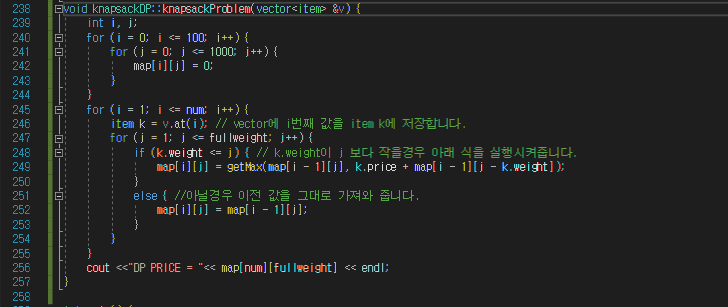 238 void knapsackDP::knapsackProblem(vector<item> &v) {
239 int i, j;
240 for (i = 0; i <= 100; i++) {
241 for (j = 0; j <= 1000; j++) {
242 map[i][j] = 0;
243 }
244 }
245 for (i = 1; i <= num; i++) {
246 item k = v.at(i); // vector에 i번째 값을 item k에 저장합니다.
247 for (j = 1; j <= fullweight; j++) {
248 if (k.weight <= j) { // k.weight이 j 보다 작을경우 아래 식을 실행시켜줍니다.
249 map[i][j] = getMax(map[i - 1][j], k.price + map[i - 1][j - k.weight]);
250 }
251 else { //아닐경우 이전 값을 그대로 가져와 줍니다.
252 map[i][j] = map[i - 1][j];
253 }
254 }
255 }
256 cout <<"DP PRICE = "<< map[num][fullweight] << endl;
257 }
258